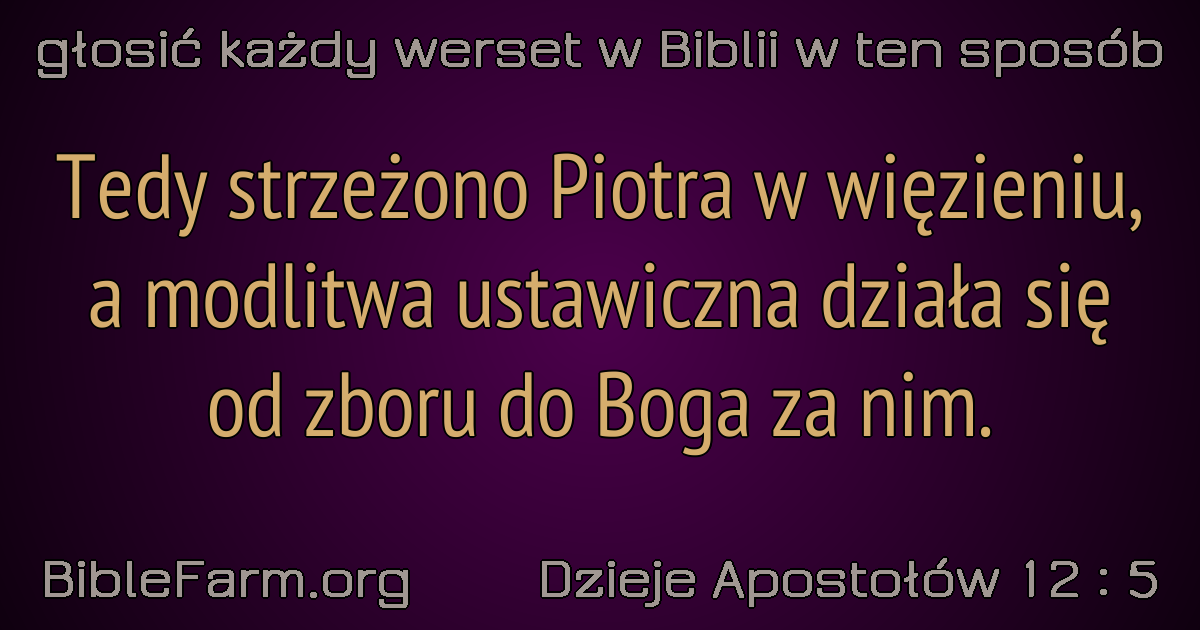 głosić każdy werset w Biblii w ten sposób
Tedy strzeżono Piotra w więzieniu,
a modlitwa ustawiczna działa się
od zboru do Boga za nim.
BibleFarm.org
Dzieje Apostołów 12 : 5